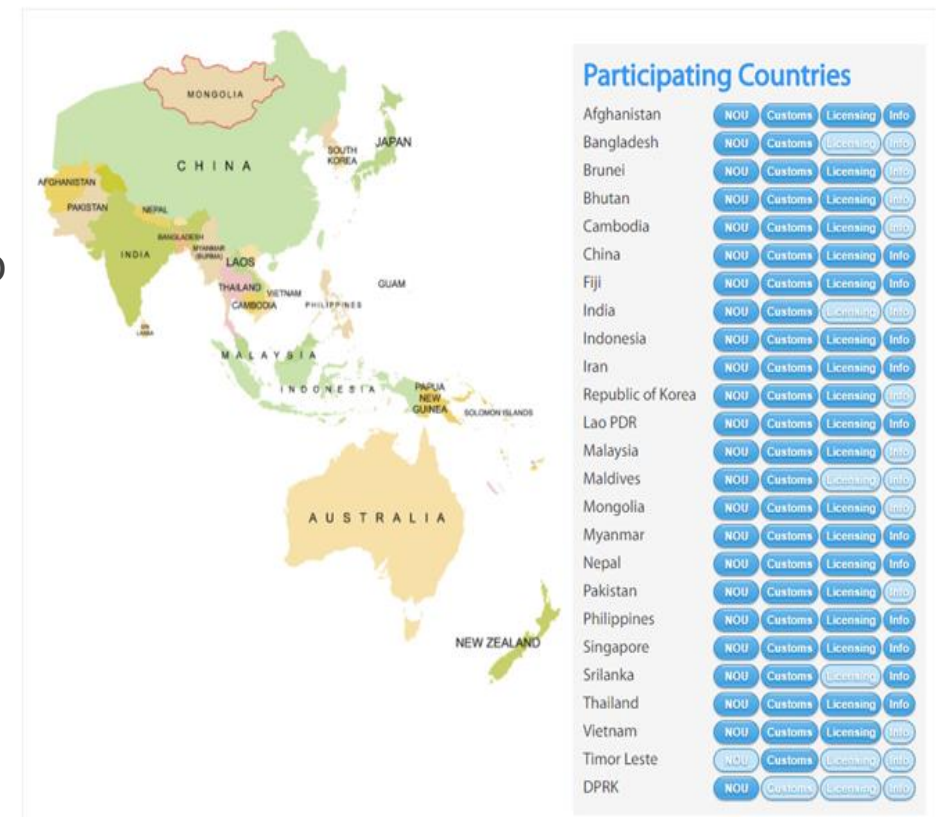 MONGOLIA
CHINA
SOUTH
KOREA
JAPAN
AFGHANISTAN
PAKISTAN
NEPAL
BANGLADESH
INDIA
MYANMAR
(BURMA)
LAOS
THAILAND
VIETNAM
CAMBODIA
PHILIPPINES
GUAM
SRI
LANKA
MALAYSIA
INDONESIA
PAPUA
NEW
GUINEA
SOLOMON ISLANDS
AUSTRALIA
NEW ZEALAND
Participating Countries
Afghanistan NOU Customs Licensing Info
Bangladesh NOU Customs Licensing Info
Brunei NOU Customs Licensing Info
Bhutan NOU Customs Licensing Info
Cambodia NOU Customs Licensing Info
China NOU Customs Licensing Info
Fiji NOU Customs Licensing Info
India NOU Customs Licensing Info
Indonesia NOU Customs Licensing Info
Iran NOU Customs Licensing Info
Republic of Korea NOU Customs Licensing Info
Lao PDR NOU Customs Licensing Info
Malaysia NOU Customs Licensing Info
Maldives NOU Customs Licensing Info
Mongolia NOU Customs Licensing Info
Myanmar NOU Customs Licensing Info
Nepal NOU Customs Licensing Info
Pakistan NOU Customs Licensing Info
Philippines NOU Customs Licensing Info
Singapore NOU Customs Licensing Info
Srilanka NOU Customs Licensing Info
Thailand NOU Customs Licensing Info
Vietnam NOU Customs Licensing Info
Timor Leste NOU Customs Licensing Info
DPRK NOU Customs Licensing Info